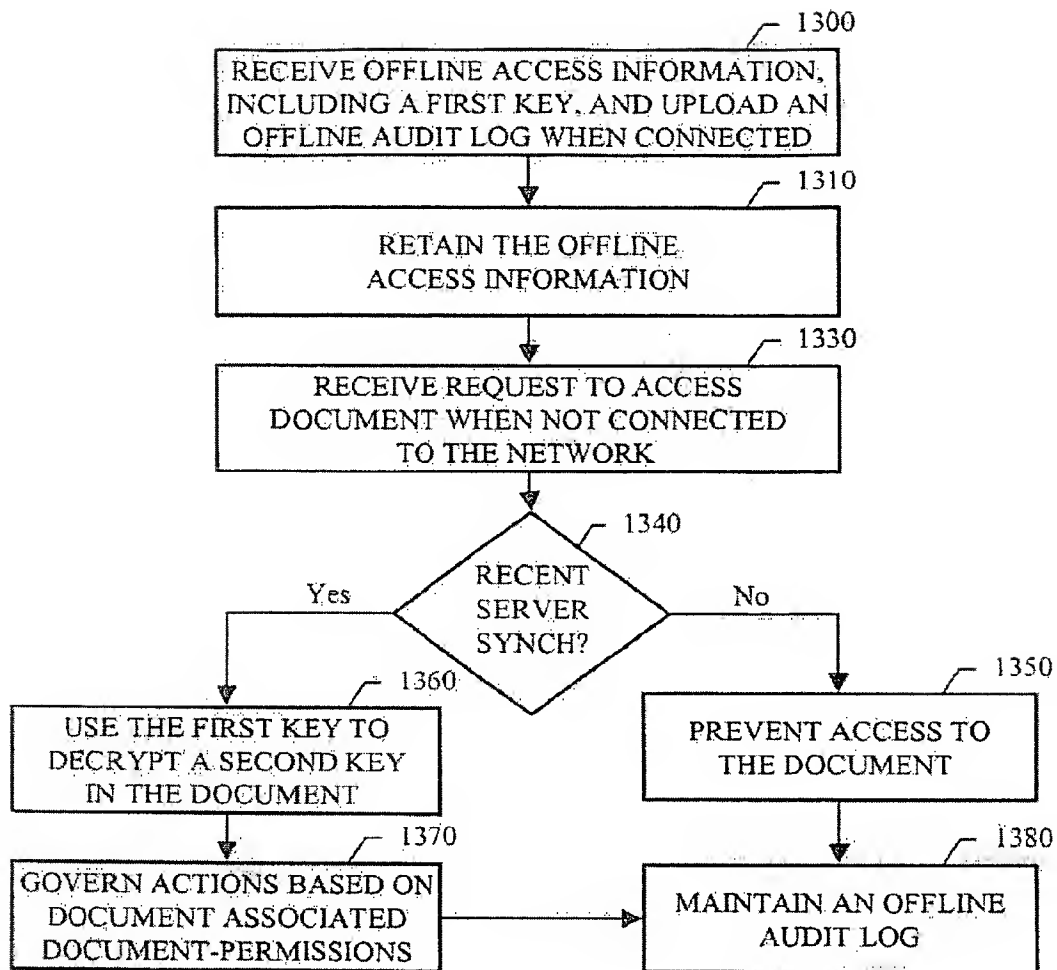 1300
RECEIVE OFFLINE ACCESS INFORMATION,
INCLUDING A FIRST KEY, AND UPLOAD AN
OFFLINE AUDIT LOG WHEN CONNECTED
1310
RETAIN THE OFFLINE
ACCESS INFORMATION
1330
RECEIVE REQUEST TO ACCESS
DOCUMENT WHEN NOT CONNECTED
TO THE NETWORK
1340
RECENT
SERVER
SYNCH?
Yes
No
1360
USE THE FIRST KEY TO
DECRYPT A SECOND KEY
IN THE DOCUMENT
1350
PREVENT ACCESS TO
THE DOCUMENT
1370
GOVERN ACTIONS BASED ON
DOCUMENT ASSOCIATED
DOCUMENT-PERMISSIONS
1380
MAINTAIN AN OFFLINE
AUDIT LOG